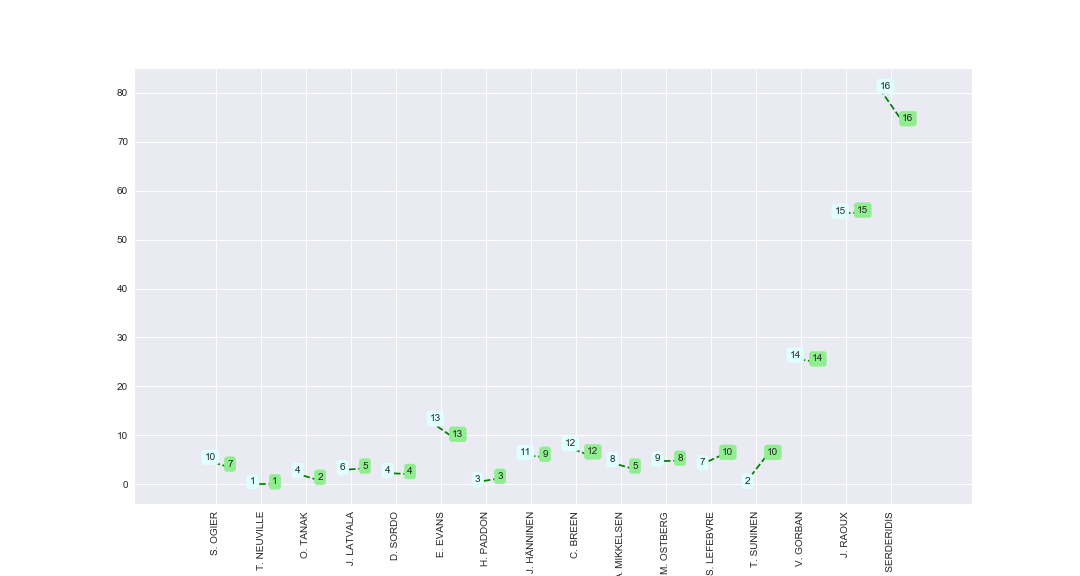 80
70
60
50
40
30
20
10
0
10 7
1 1
4 2
6 5
4 4
13 13
3 3
11 9
12 12
8 5
9 8
7 10
2 10
14 14
15 15
16 16
S. OGIER
T. NEUVILLE
O. TANAK
J. LATVALA
D. SORDO
E. EVANS
H. PADDON
J. HANNINEN
C. BREEN
MIKKELSEN
M. OSTBERG
S. LEFEBVRE
T. SUNINEN
V. GORBAN
J. RAOUX
SERDERIDIS